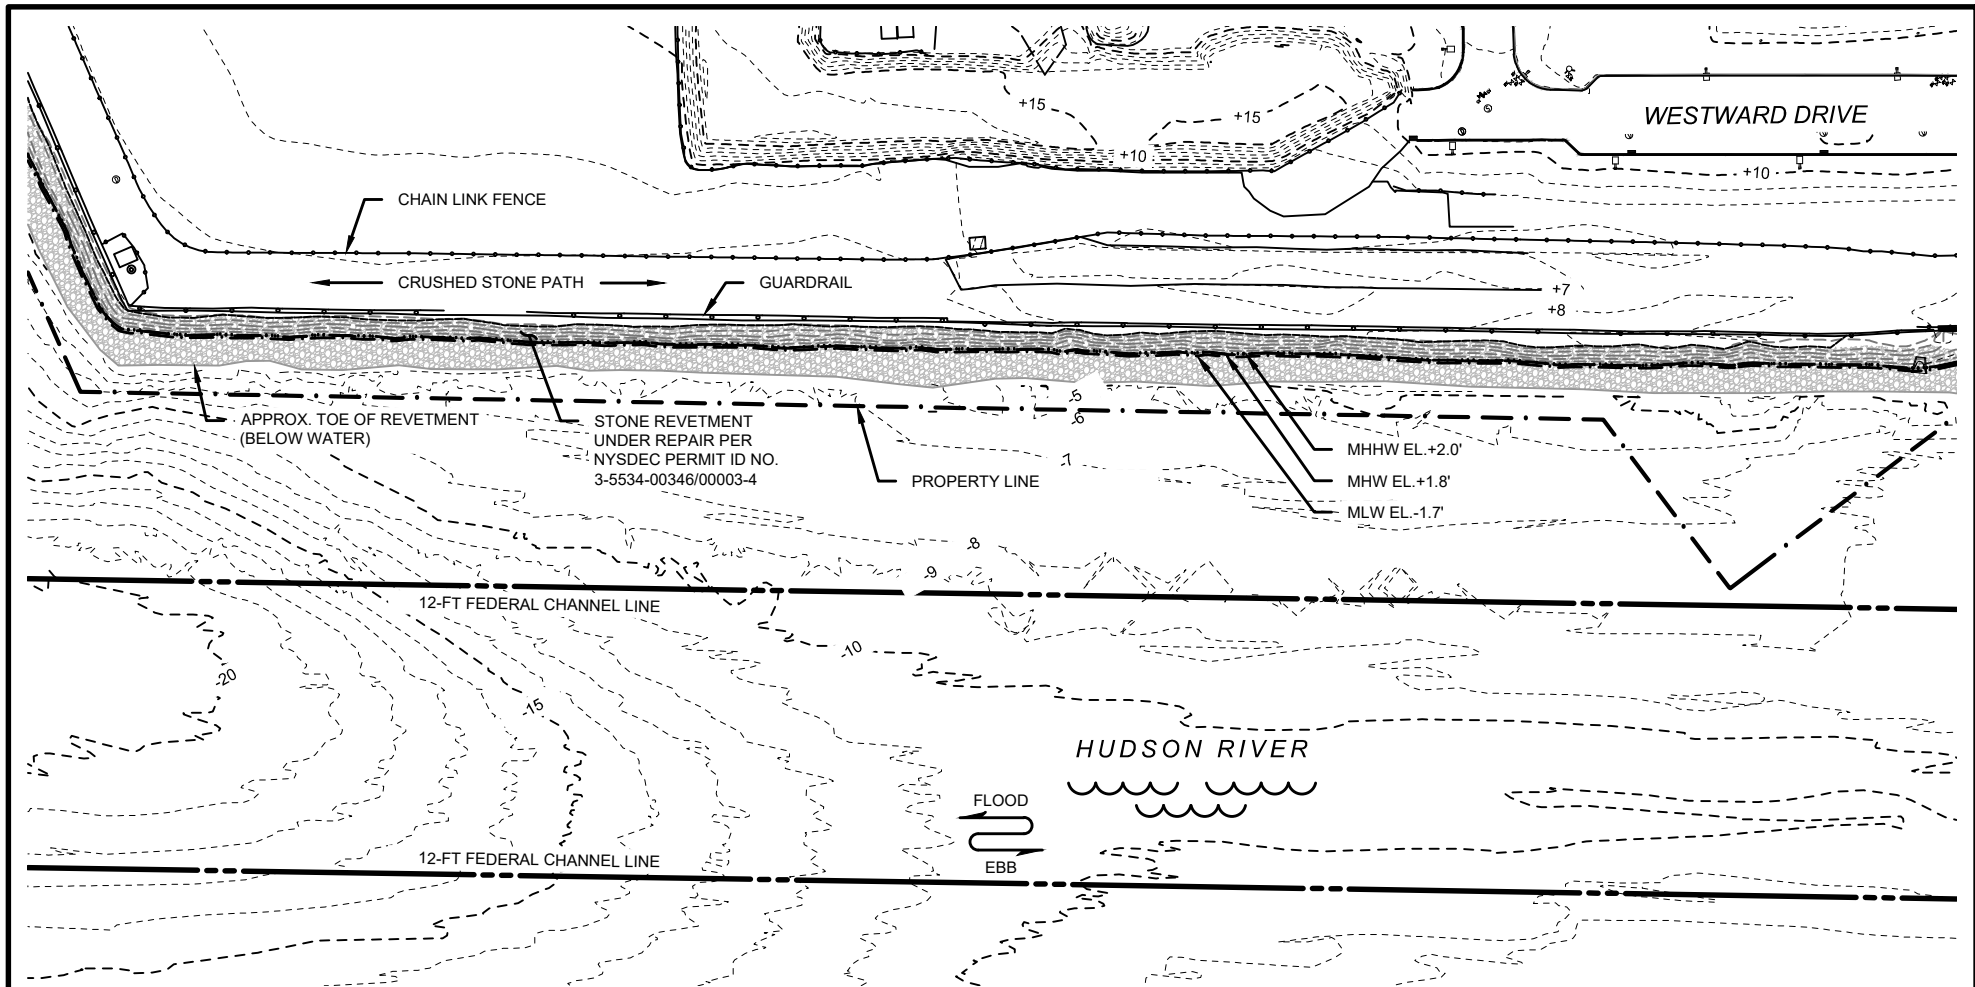 +15
+15
WESTWARD DRIVE
+10
+10
CHAIN LINK FENCE
CRUSHED STONE PATH
GUARDRAIL
+7
+8
-5
-6
-7
APPROX. TOE OF REVETMENT
(BELOW WATER)
STONE REVETMENT
UNDER REPAIR PER
NYSDEC PERMIT ID NO.
3-5534-00346/00003-4
PROPERTY LINE
MHHW EL.+2.0'
MHW EL.+1.8'
MLW EL.-1.7'
-8
-9
12-FT FEDERAL CHANNEL LINE
-10
-20
-15
HUDSON RIVER
FLOOD
EBB
12-FT FEDERAL CHANNEL LINE